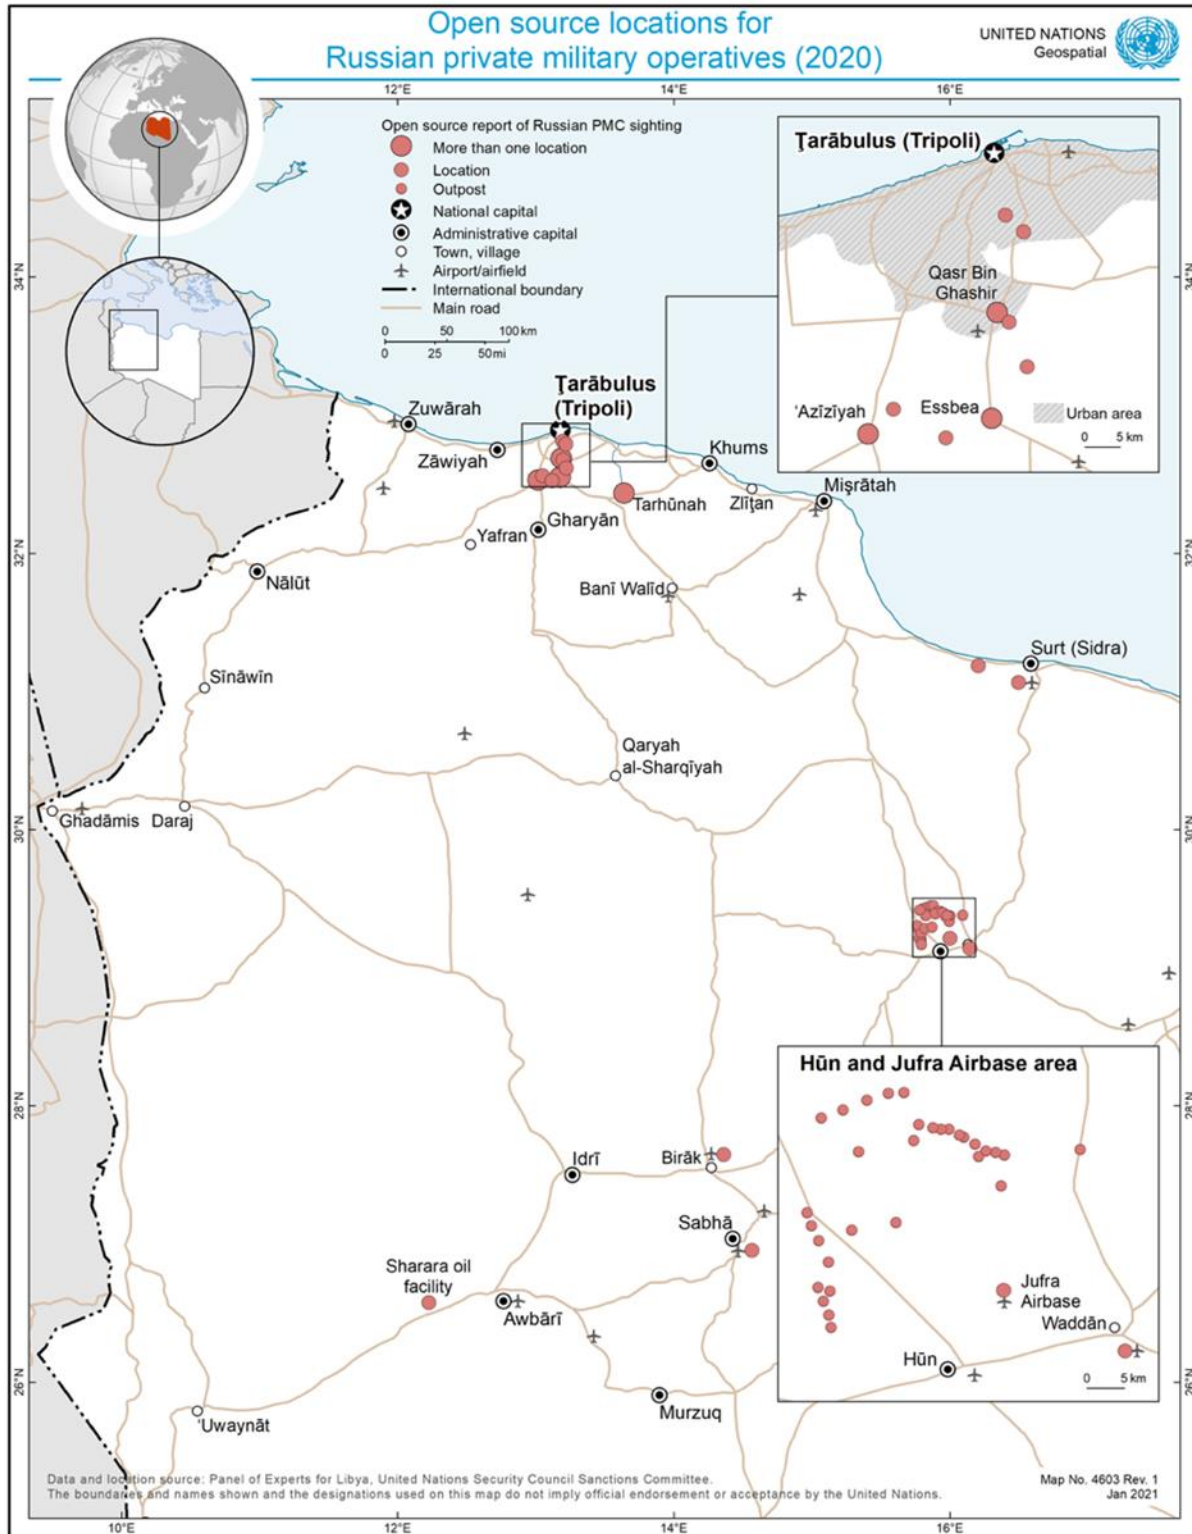 Open source locations for
Russian private military operatives (2020)
UNITED NATIONS
Geospatial
12°E
14°E
16°E
Open source report of Russian PMC sighting
More than one location
Location
Outpost
National capital
Administrative capital
Town, village
Airport/airfield
International boundary
Main road
0 50 100 km
0 25 50 mi
Ţarābulus (Tripoli)
Qasr Bin
Ghashir
'Azīzīyah
Essbea
Urban area
0 5 km
34°N
34°N
Ţarābulus
(Tripoli)
Zuwārah
Zāwiyah
Khums
Tarhūnah
Zlīţan
Mişrātah
Gharyān
Yafran
32°N
32°N
Nālūt
Banī Walīd
Surt (Sidra)
Sīnāwīn
Qaryah
al-Sharqīyah
30°N
30°N
Ghadāmis
Daraj
Hūn and Jufra Airbase area
Jufra
Airbase
Waddān
Hūn
0 5 km
28°N
28°N
Idrī
Birāk
Sabhā
Sharara oil
facility
Awbārī
26°N
26°N
Murzuq
'Uwaynāt
Data and location source: Panel of Experts for Libya, United Nations Security Council Sanctions Committee.
The boundaries and names shown and the designations used on this map do not imply official endorsement or acceptance by the United Nations.
Map No. 4603 Rev. 1
Jan 2021
10°E
12°E
14°E
16°E